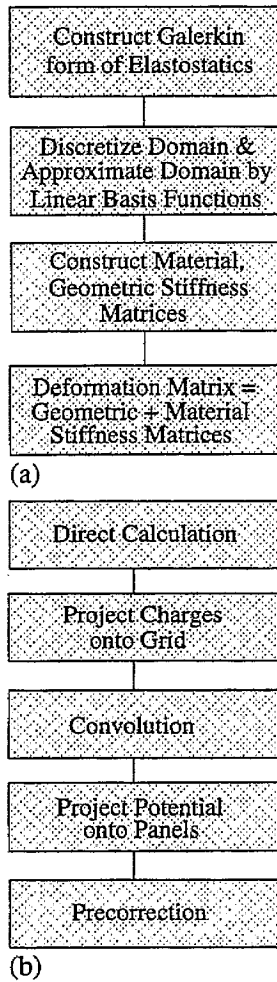 Construct Galerkin
form of Elastostatics
Discretize Domain &
Approximate Domain by
Linear Basis Functions
Construct Material,
Geometric Stiffness
Matrices
Deformation Matrix =
Geometric + Material
Stiffness Matrices
(a)
Direct Calculation
Project Charges
onto Grid
Convolution
Project Potential
onto Panels
Precorrection
(b)